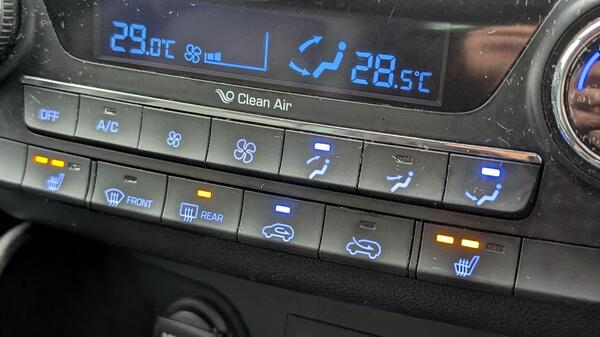 29.0°C 28.5°C
Clean Air
OFF A/C
FRONT REAR